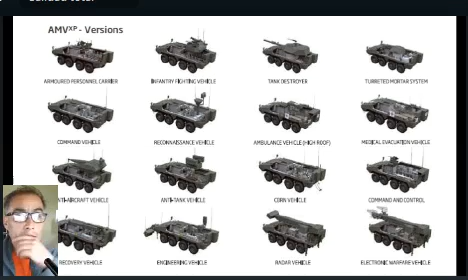 AMVXP - Versions
ARMOURED PERSONNEL CARRIER
INFANTRY FIGHTING VEHICLE
TANK DESTROYER
TURRETED MORTAR SYSTEM
COMMAND VEHICLE
RECONNAISSANCE VEHICLE
AMBULANCE VEHICLE (HIGH ROOF)
MEDICAL EVACUATION VEHICLE
NTI-AIRCRAFT VEHICLE
ANTI-TANK VEHICLE
CBRN VEHICLE
COMMAND AND CONTROL
RECOVERY VEHICLE
ENGINEERING VEHICLE
RADAR VEHICLE
ELECTRONIC WARFARE VEHICLE